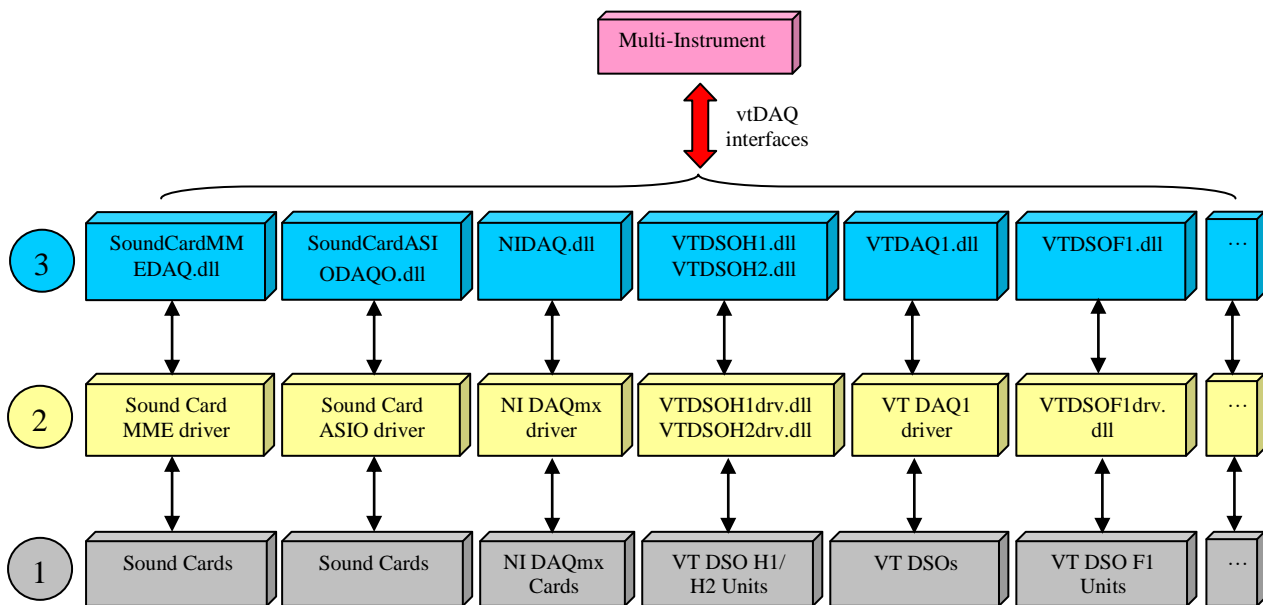 Multi-Instrument
vtDAQ
interfaces
3
SoundCardMM
EDAQ.dll
SoundCardASI
ODAQO.dll
NIDAQ.dll
VTDSOH1.dll
VTDSOH2.dll
VTDAQ1.dll
VTDSOF1.dll
…
2
Sound Card
MME driver
Sound Card
ASIO driver
NI DAQmx
driver
VTDSOH1drv.dll
VTDSOH2drv.dll
VT DAQ1
driver
VTDSOF1drv.
dll
…
1
Sound Cards
Sound Cards
NI DAQmx
Cards
VT DSO H1/
H2 Units
VT DSOs
VT DSO F1
Units
…